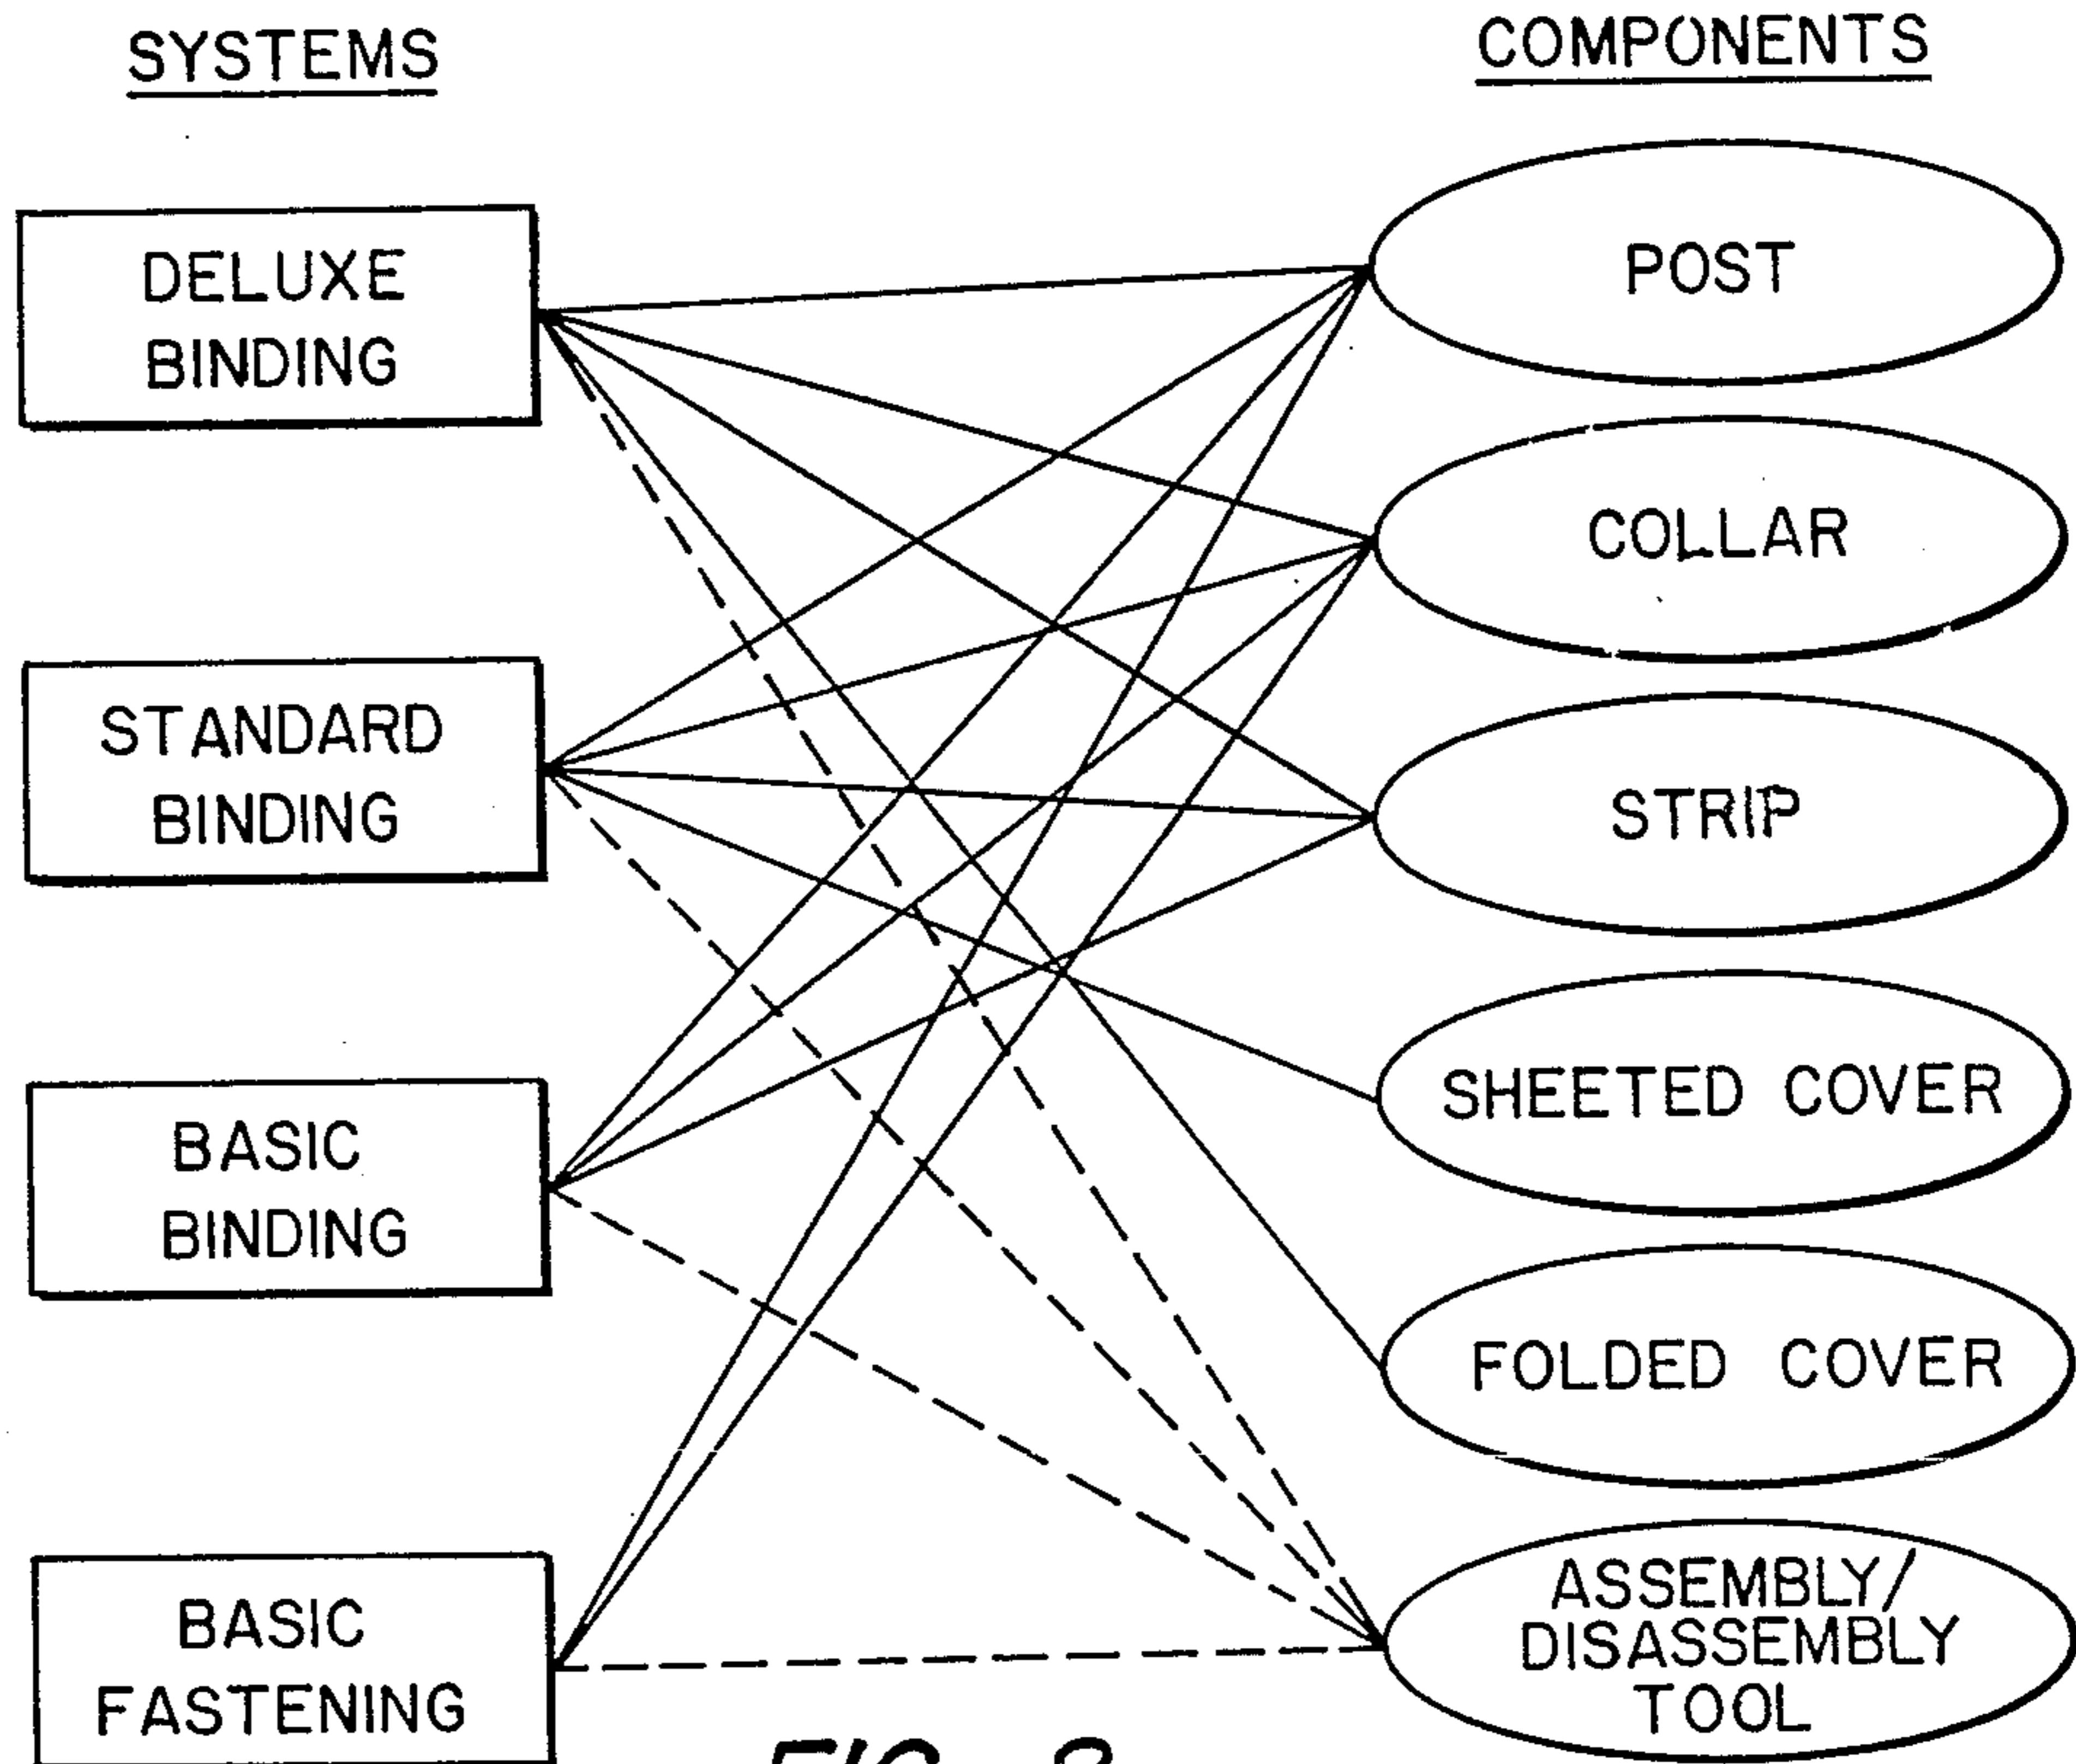 SYSTEMS
COMPONENTS
DELUXE
BINDING
STANDARD
BINDING
BASIC
BINDING
BASIC
FASTENING
POST
COLLAR
STRIP
SHEETED COVER
FOLDED COVER
ASSEMBLY/
DISASSEMBLY
TOOL